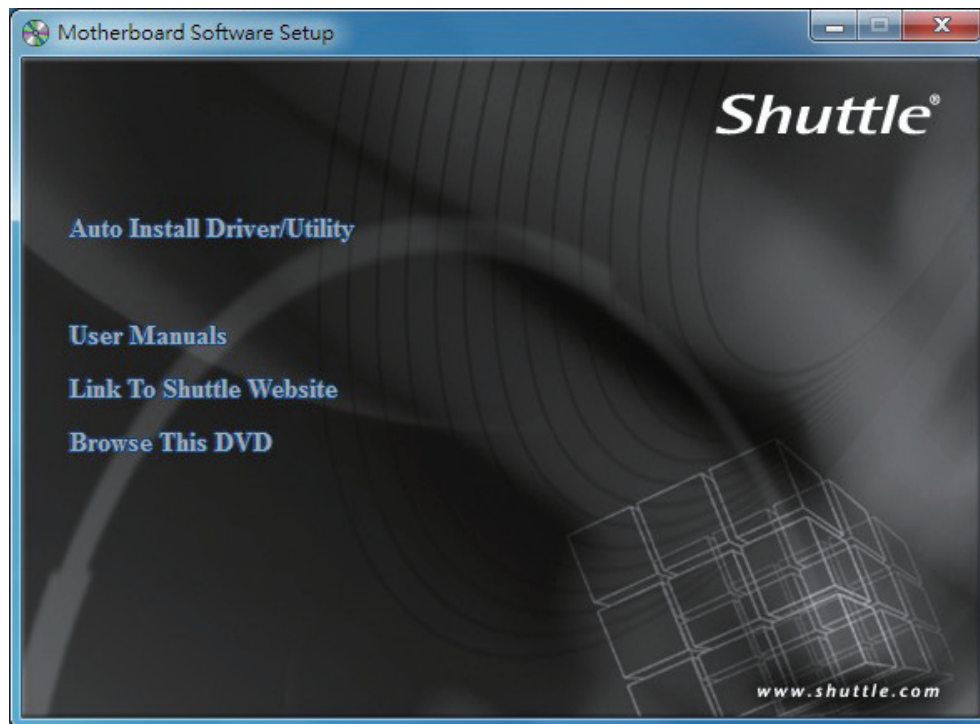 Motherboard Software Setup
Shuttle®
Auto Install Driver/Utility
User Manuals
Link To Shuttle Website
Browse This DVD
www.shuttle.com